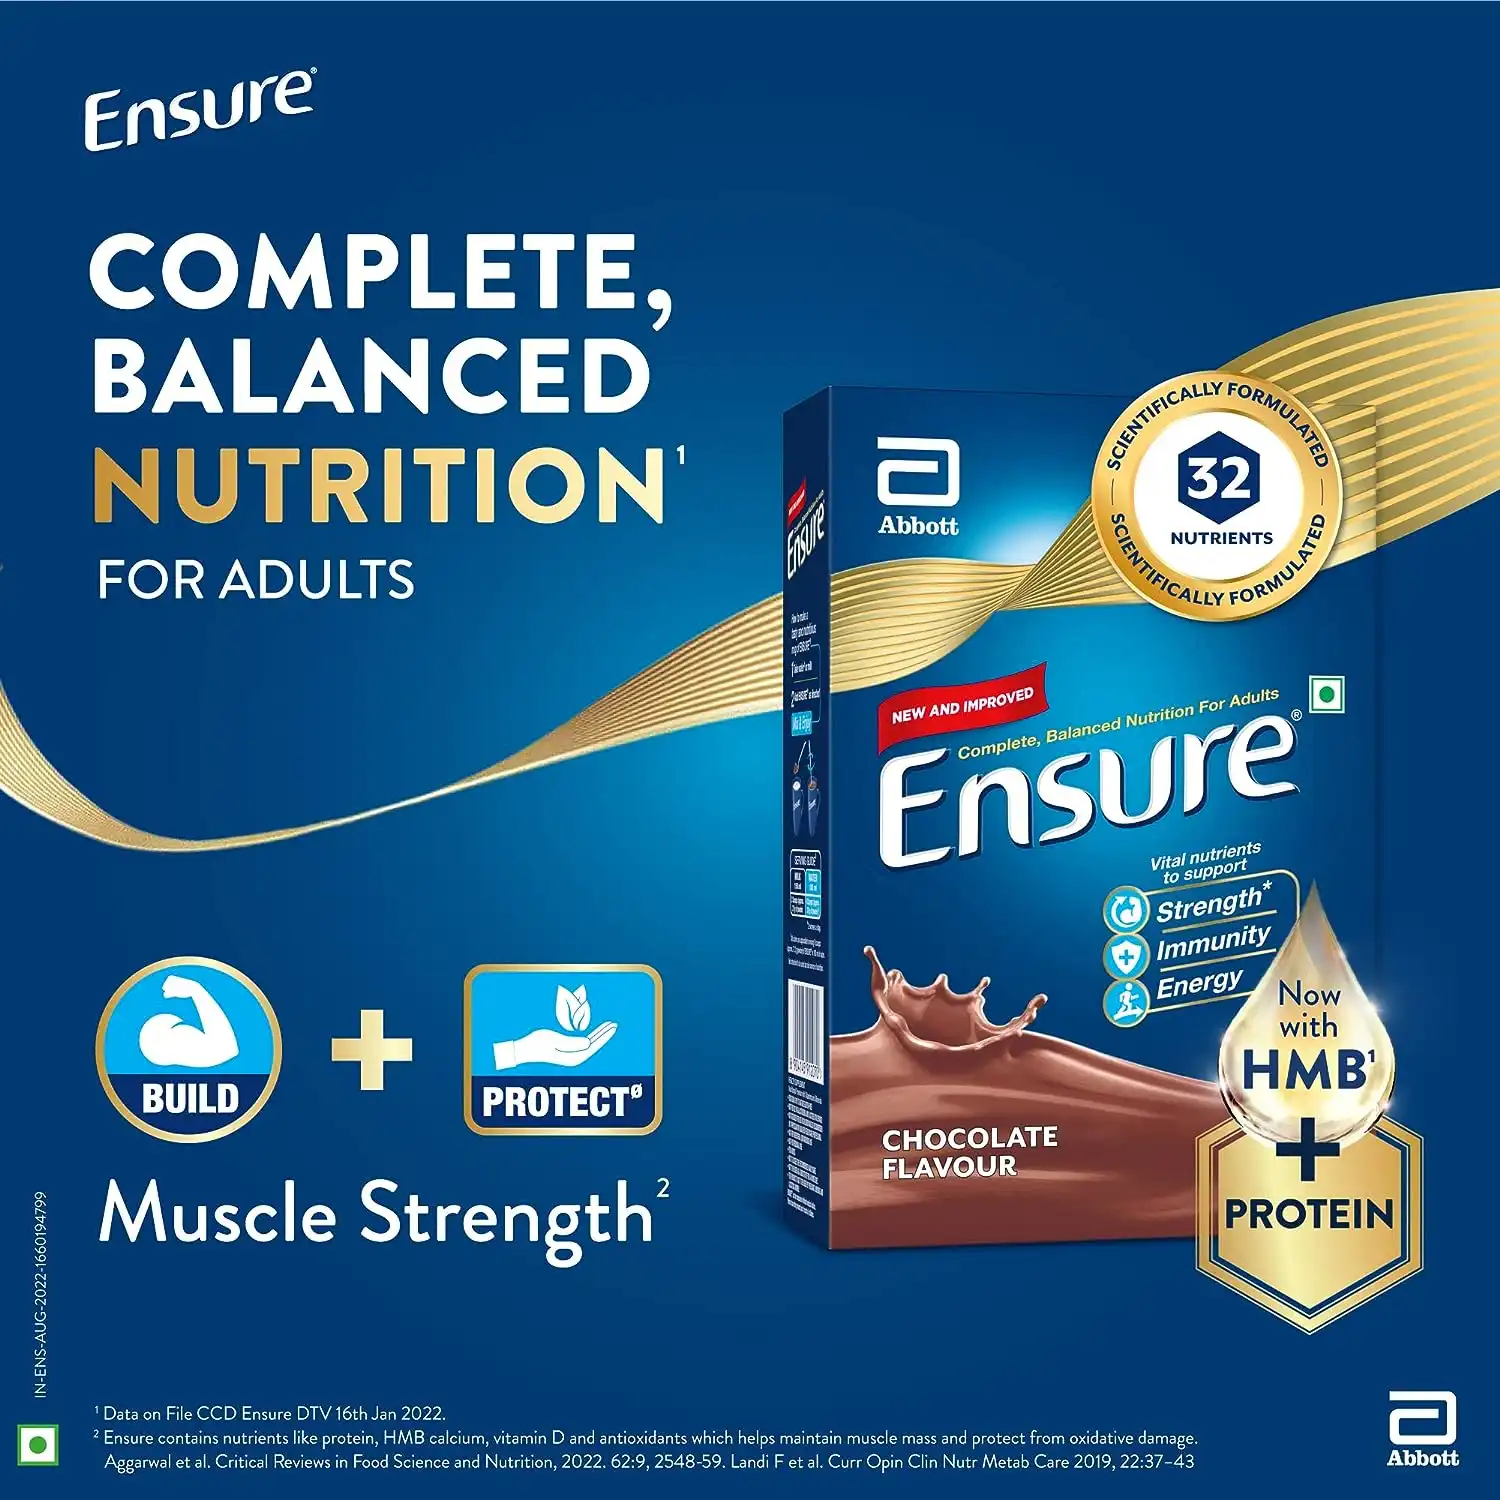 Ensure®
COMPLETE,
BALANCED
NUTRITION¹
FOR ADULTS
BUILD
+
PROTECTᶲ
Muscle Strength²
Abbott
SCIENTIFICALLY FORMULATED
32
NUTRIENTS
SCIENTIFICALLY FORMULATED
NEW AND IMPROVED
Complete, Balanced Nutrition For Adults
Ensure®
Vital nutrients
to support
Strength*
Immunity
Energy
Now
with
HMB¹
+
PROTEIN
CHOCOLATE
FLAVOUR
Ensure
Mix & Enjoy
IN-ENS-AUG-2022-1660194799
¹ Data on File CCD Ensure DTV 16th Jan 2022.
² Ensure contains nutrients like protein, HMB calcium, vitamin D and antioxidants which helps maintain muscle mass and protect from oxidative damage.
Aggarwal et al. Critical Reviews in Food Science and Nutrition, 2022. 62:9, 2548-59. Landi F et al. Curr Opin Clin Nutr Metab Care 2019, 22:37–43
Abbott